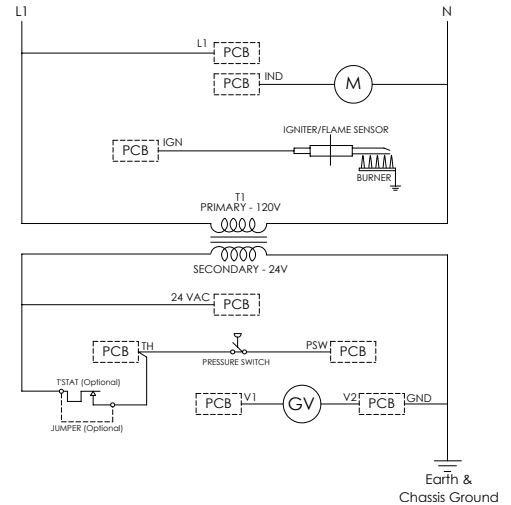 L1
N
L1
PCB
PCB
IND
M
IGNITER/FLAME SENSOR
PCB
IGN
BURNER
T1
PRIMARY - 120V
SECONDARY - 24V
24 VAC
PCB
PCB
TH
PSW
PCB
PRESSURE SWITCH
T'STAT (Optional)
PCB
V1
GV
V2
PCB
GND
JUMPER (Optional)
Earth &
Chassis Ground